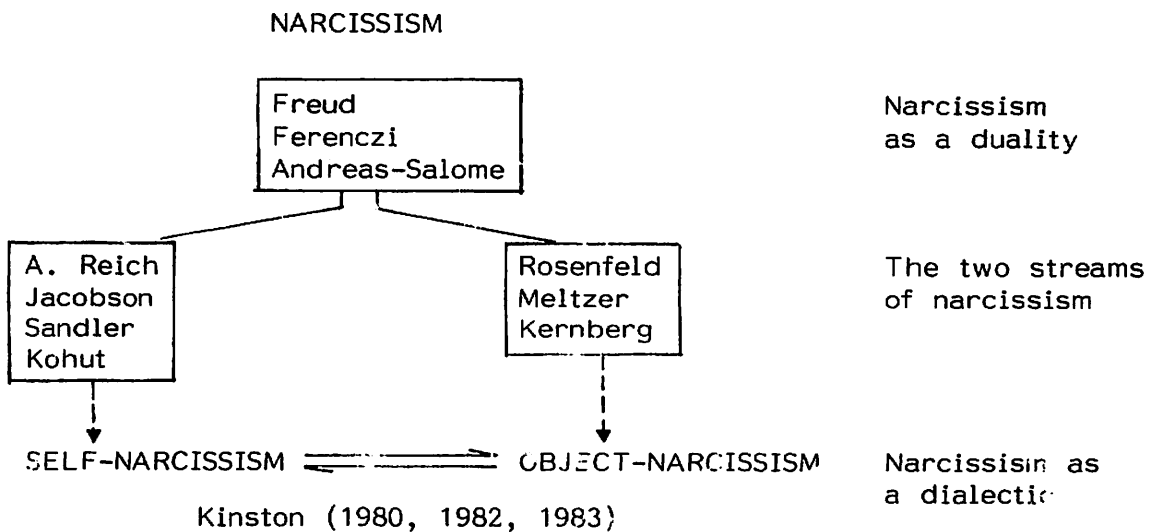 NARCISSISM
Freud
Ferenczi
Andreas-Salome
Narcissism
as a duality
A. Reich
Jacobson
Sandler
Kohut
Rosenfeld
Meltzer
Kernberg
The two streams
of narcissism
SELF-NARCISSISM
OBJECT-NARCISSISM
Narcissism as
a dialectic
Kinston (1980, 1982, 1983)